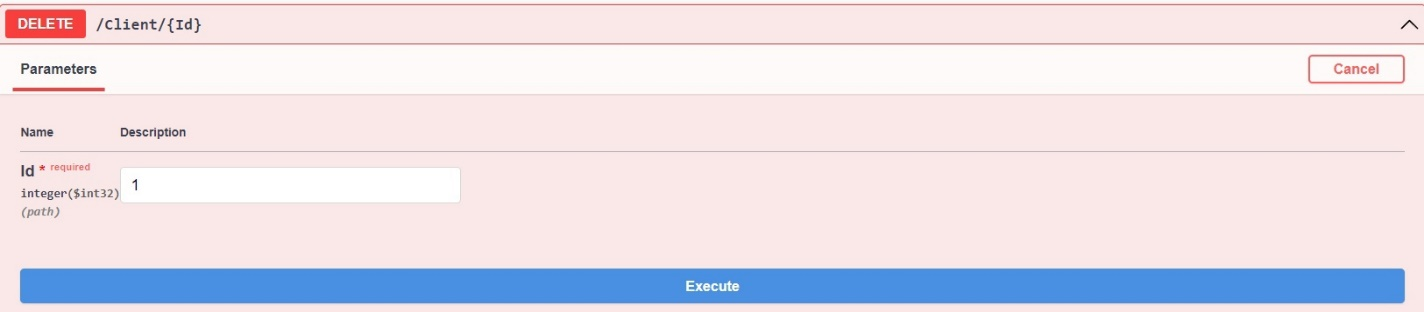 DELETE /Client/{Id}
Parameters Cancel
Name Description
Id * required
integer($int32) 1
(path)
Execute